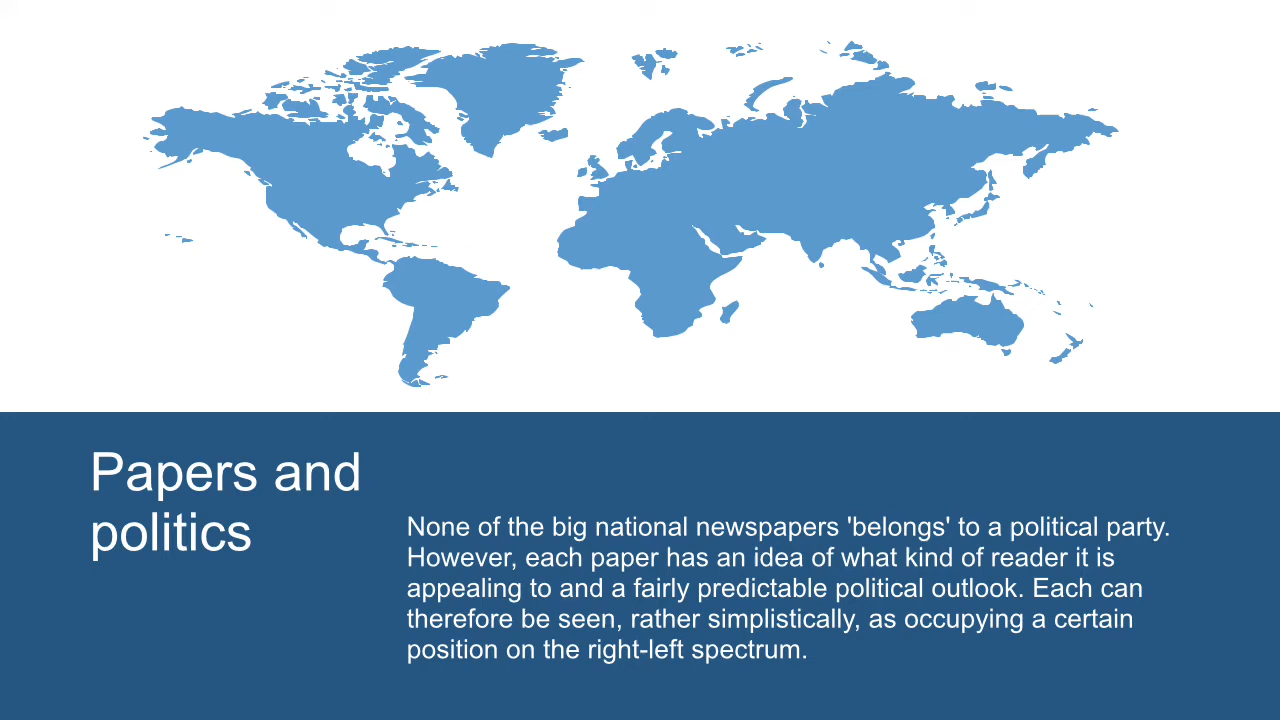 Papers and
politics
None of the big national newspapers 'belongs' to a political party.
However, each paper has an idea of what kind of reader it is
appealing to and a fairly predictable political outlook. Each can
therefore be seen, rather simplistically, as occupying a certain
position on the right-left spectrum.